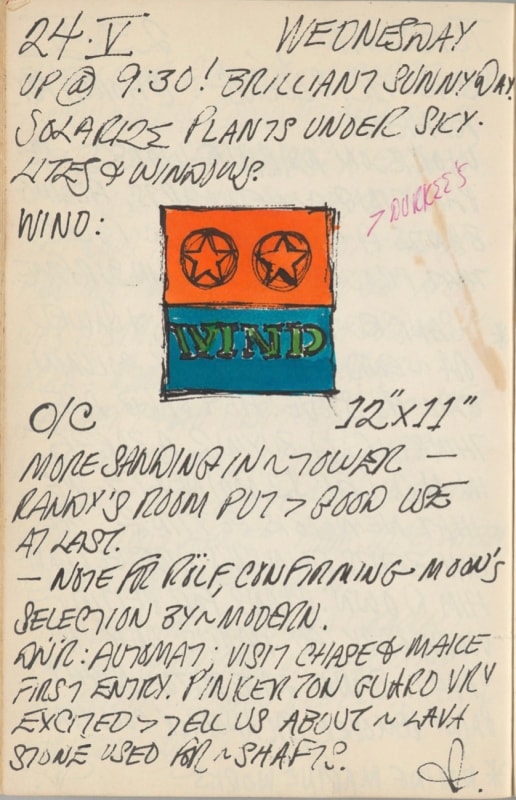 24·V WEDNESDAY
UP @ 9:30! BRILLIANT SUNNY DAY.
SOLARIZE PLANTS UNDER SKY-
LITES & WINDOWS.
> DURKEE'S
WIND:
WIND
O/C 12"x11"
MORE SANDING IN ~ TOWER —
RANDY'S ROOM PUT > GOOD USE
AT LAST.
— NOTE FOR ROLF, CONFIRMING MOON'S
SELECTION BY ~ MODERN.
DN'R: AUTOMAT; VISIT CHASE & MAKE
FIRST ENTRY. PINKERTON GUARD VRY
EXCITED > TELL US ABOUT ~ LAVA
STONE USED FOR ~ SHAFTS.